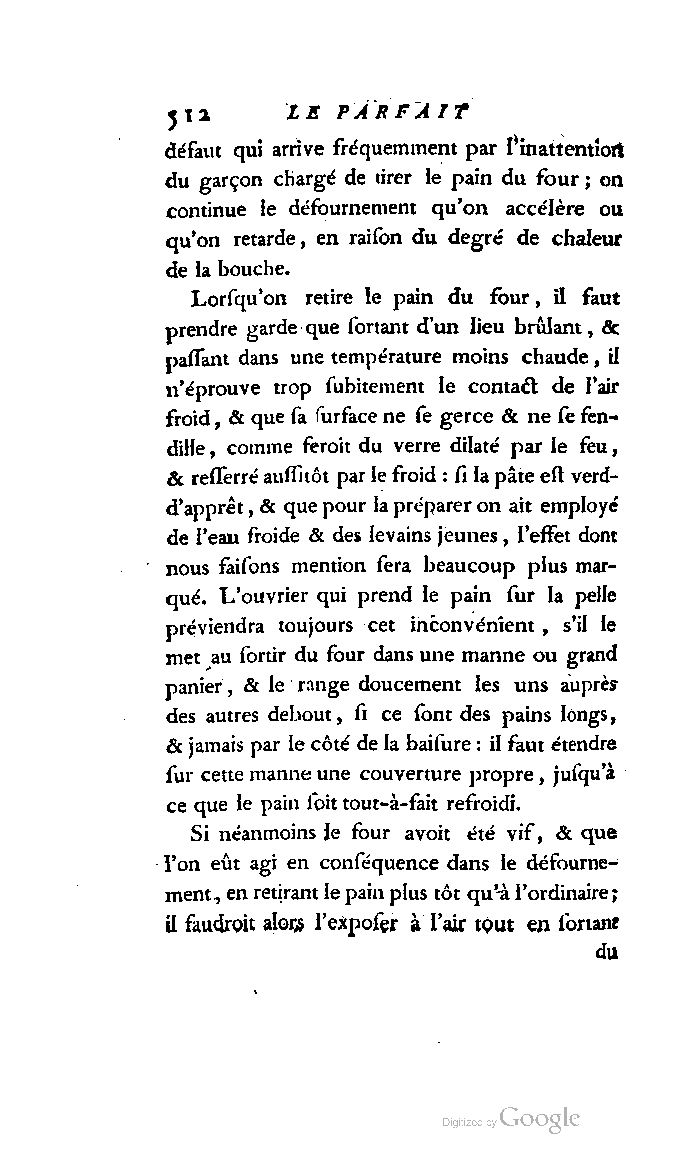 512 LE PARFAIT
défaut qui arrive fréquemment par l'inattention
du garçon chargé de tirer le pain du four ; on
continue le défournement qu'on accélère ou
qu'on retarde, en raiſon du degré de chaleur
de la bouche.
Lorſqu'on retire le pain du four, il faut
prendre garde que ſortant d'un lieu brûlant, &
paſſant dans une température moins chaude, il
n'éprouve trop ſubitement le contact de l'air
froid, & que ſa ſurface ne ſe gerce & ne ſe fen-
dille, comme feroit du verre dilaté par le feu,
& reſſerré auſſitôt par le froid : ſi la pâte eſt verd-
d'apprêt, & que pour la préparer on ait employé
de l'eau froide & des levains jeunes, l'effet dont
nous faiſons mention ſera beaucoup plus mar-
qué. L'ouvrier qui prend le pain ſur la pelle
préviendra toujours cet inconvénient, s'il le
met au ſortir du four dans une manne ou grand
panier, & le range doucement les uns auprès
des autres debout, ſi ce ſont des pains longs,
& jamais par le côté de la baiſure : il faut étendre
ſur cette manne une couverture propre, juſqu'à
ce que le pain ſoit tout-à-fait refroidi.
Si néanmoins le four avoit été vif, & que
l'on eût agi en conſéquence dans le défourne-
ment, en retirant le pain plus tôt qu'à l'ordinaire ;
il faudroit alors l'expoſer à l'air tout en ſortant
du
Digitized by Google